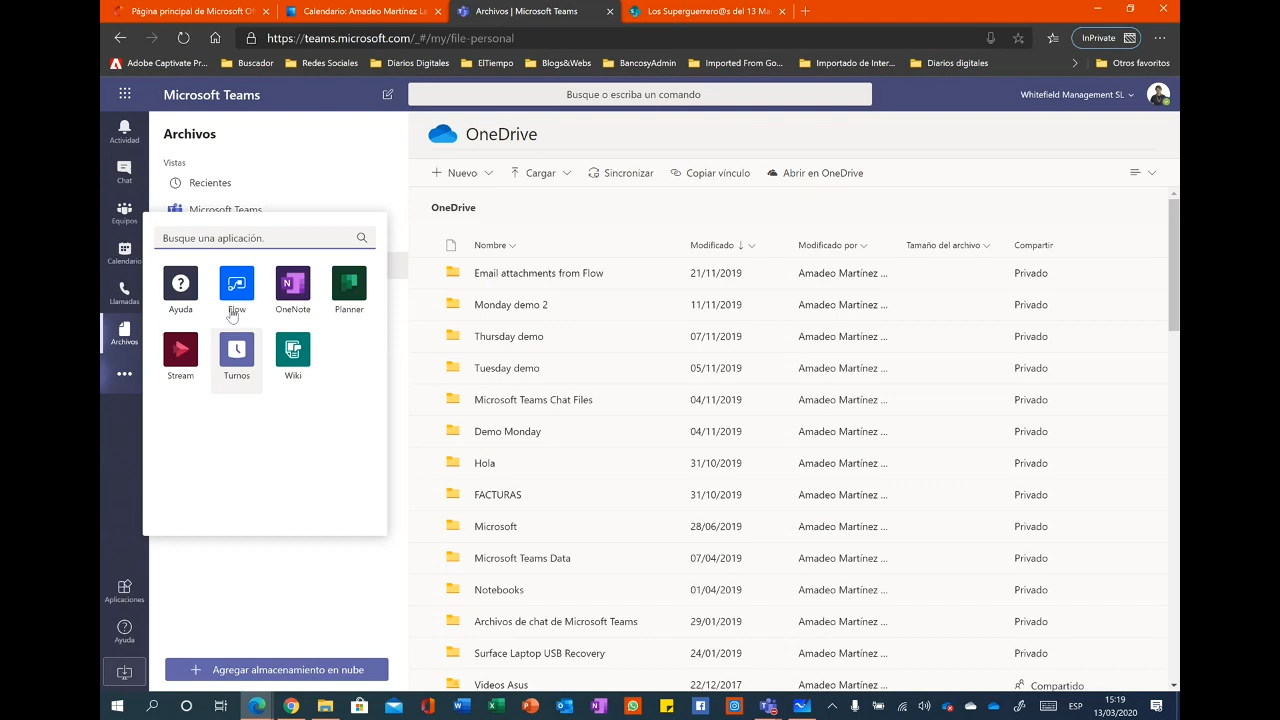 Página principal de Microsoft Of
Calendario: Amadeo Martínez La
Archivos | Microsoft Teams
Los Superguerrero@s del 13 Ma
https://teams.microsoft.com/_#/my/file-personal
InPrivate
Adobe Captivate Pr...
Buscador
Redes Sociales
Diarios Digitales
ElTiempo
Blogs&Webs
BancosyAdmin
Imported From Go...
Importado de Inter...
Diarios digitales
Otros favoritos
Microsoft Teams
Busque o escriba un comando
Whitefield Management SL
Actividad
Chat
Equipos
Calendario
Llamadas
Archivos
Aplicaciones
Ayuda
Archivos
Vistas
Recientes
Microsoft Teams
Busque una aplicación.
Ayuda
Flow
OneNote
Planner
Stream
Turnos
Wiki
Agregar almacenamiento en nube
OneDrive
Nuevo
Cargar
Sincronizar
Copiar vínculo
Abrir en OneDrive
OneDrive
Nombre Modificado Modificado por Tamaño del archivo Compartir
Email attachments from Flow 21/11/2019 Amadeo Martínez ... Privado
Monday demo 2 11/11/2019 Amadeo Martínez ... Privado
Thursday demo 07/11/2019 Amadeo Martínez ... Privado
Tuesday demo 05/11/2019 Amadeo Martínez ... Privado
Microsoft Teams Chat Files 04/11/2019 Amadeo Martínez ... Privado
Demo Monday 04/11/2019 Amadeo Martínez ... Privado
Hola 31/10/2019 Amadeo Martínez ... Privado
FACTURAS 31/10/2019 Amadeo Martínez ... Privado
Microsoft 28/06/2019 Amadeo Martínez ... Privado
Microsoft Teams Data 07/04/2019 Amadeo Martínez ... Privado
Notebooks 01/04/2019 Amadeo Martínez ... Privado
Archivos de chat de Microsoft Teams 29/01/2019 Amadeo Martínez ... Privado
Surface Laptop USB Recovery 24/01/2019 Amadeo Martínez ... Privado
Videos Asus 22/12/2017 Amadeo Martínez ... Compartido
ESP
15:19
13/03/2020